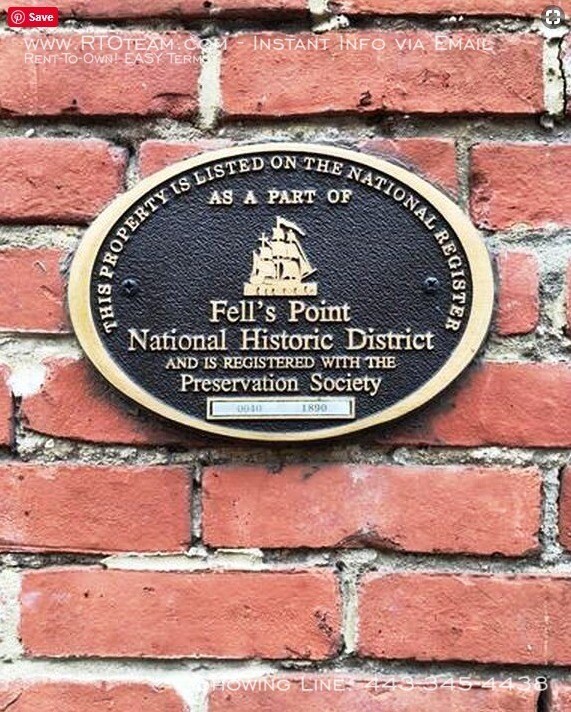 Save
www.RTOteam.com - Instant Info via Email
Rent-To-Own! EASY Terms
THIS PROPERTY IS LISTED ON THE NATIONAL REGISTER
AS A PART OF
Fell's Point
National Historic District
AND IS REGISTERED WITH THE
Preservation Society
0040 1890
Showing Line: 443-345-4438